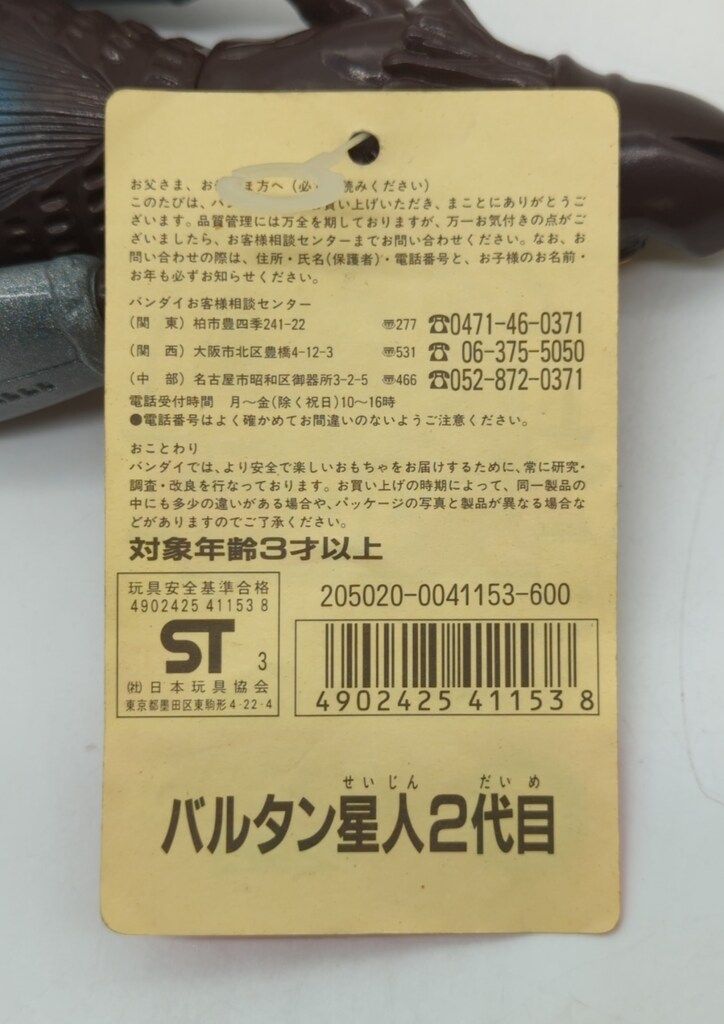 お父さま、お ま方へ(必 読みください)
このたびは、バ 買い上げいただき、まことにありがとうご
ざいます。品質管理には万全を期しておりますが、万一お気付きの点がご
ざいましたら、お客様相談センターまでお問い合わせください。なお、お
問い合わせの際は、住所・氏名(保護者)・電話番号と、お子様のお名前・
お年も必ずお知らせください。
バンダイお客様相談センター
(関 東) 柏市豊四季241-22 〠277 ☎0471-46-0371
(関 西) 大阪市北区豊橋4-12-3 〠531 ☎06-375-5050
(中 部) 名古屋市昭和区御器所3-2-5 〠466 ☎052-872-0371
電話受付時間 月〜金(除く祝日)10〜16時
●電話番号はよく確かめてお間違いのないようご注意ください。
おことわり
バンダイでは、より安全で楽しいおもちゃをお届けするために、常に研究・
調査・改良を行なっております。お買い上げの時期によって、同一製品の
中にも多少の違いがある場合や、パッケージの写真と製品が異なる場合な
どがありますのでご了承ください。
対象年齢3才以上
玩具安全基準合格
4902425 41153 8
ST 3
㈳日本玩具協会
東京都墨田区東駒形4-22-4
205020-0041153-600
4902425 41153 8
せいじん だいめ
バルタン星人2代目